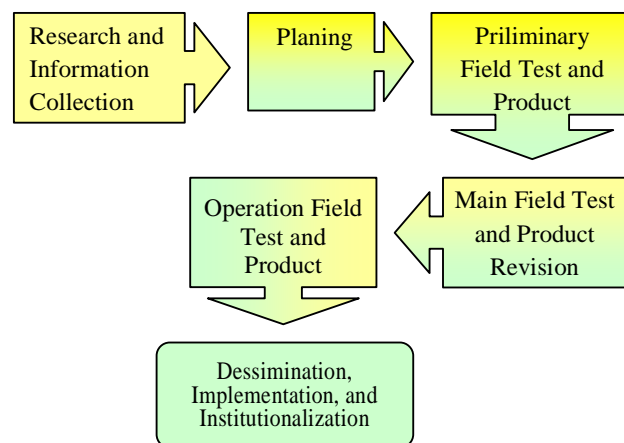 Research and
Information
Collection
Planing
Priliminary
Field Test and
Product
Main Field Test
and Product
Revision
Operation Field
Test and
Product
Dessimination,
Implementation, and
Institutionalization